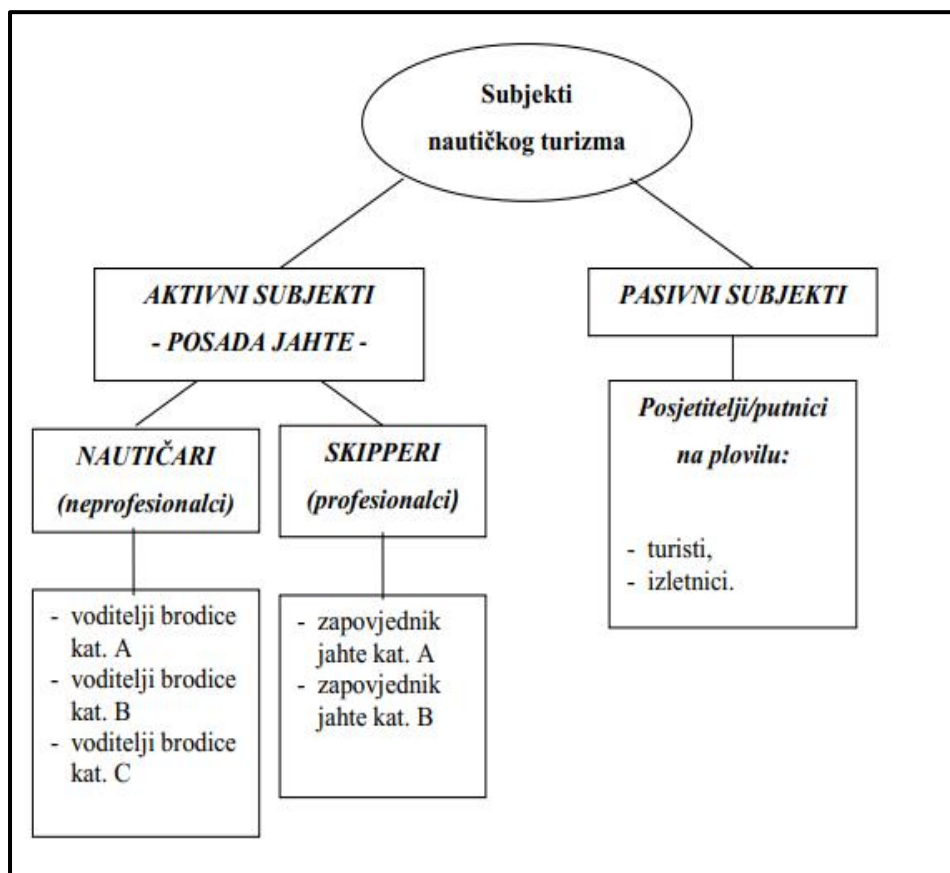 Subjekti
nautičkog turizma
AKTIVNI SUBJEKTI
- POSADA JAHTE -
PASIVNI SUBJEKTI
NAUTIČARI
(neprofesionalci)
SKIPPERI
(profesionalci)
Posjetitelji/putnici
na plovilu:
- turisti,
- izletnici.
- voditelji brodice
kat. A
- voditelji brodice
kat. B
- voditelji brodice
kat. C
- zapovjednik
jahte kat. A
- zapovjednik
jahte kat. B